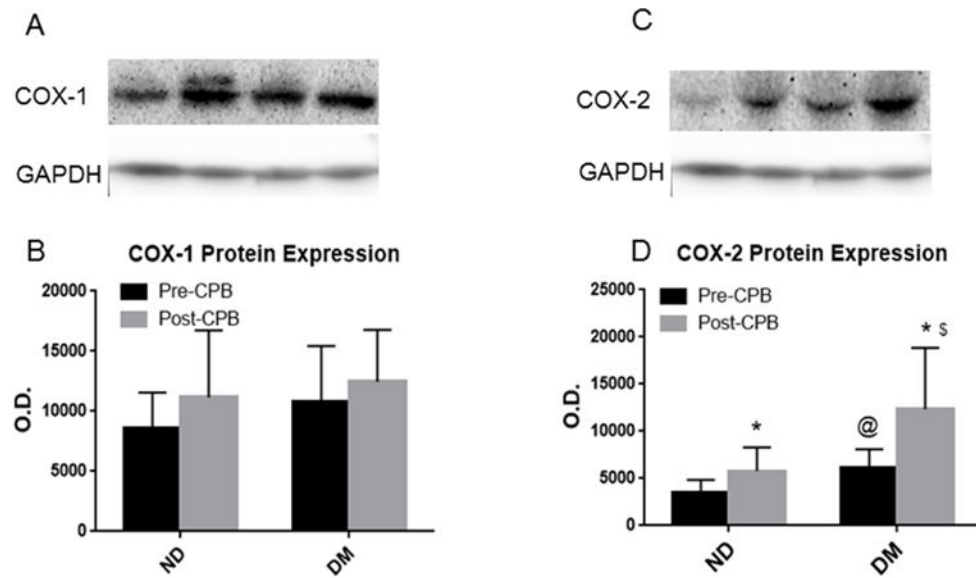 A
COX-1
GAPDH
C
COX-2
GAPDH
B
COX-1 Protein Expression
20000
15000
10000
5000
0
O.D.
Pre-CPB
Post-CPB
ND
DM
D
COX-2 Protein Expression
25000
20000
15000
10000
5000
0
O.D.
Pre-CPB
Post-CPB
*
@
* $
ND
DM